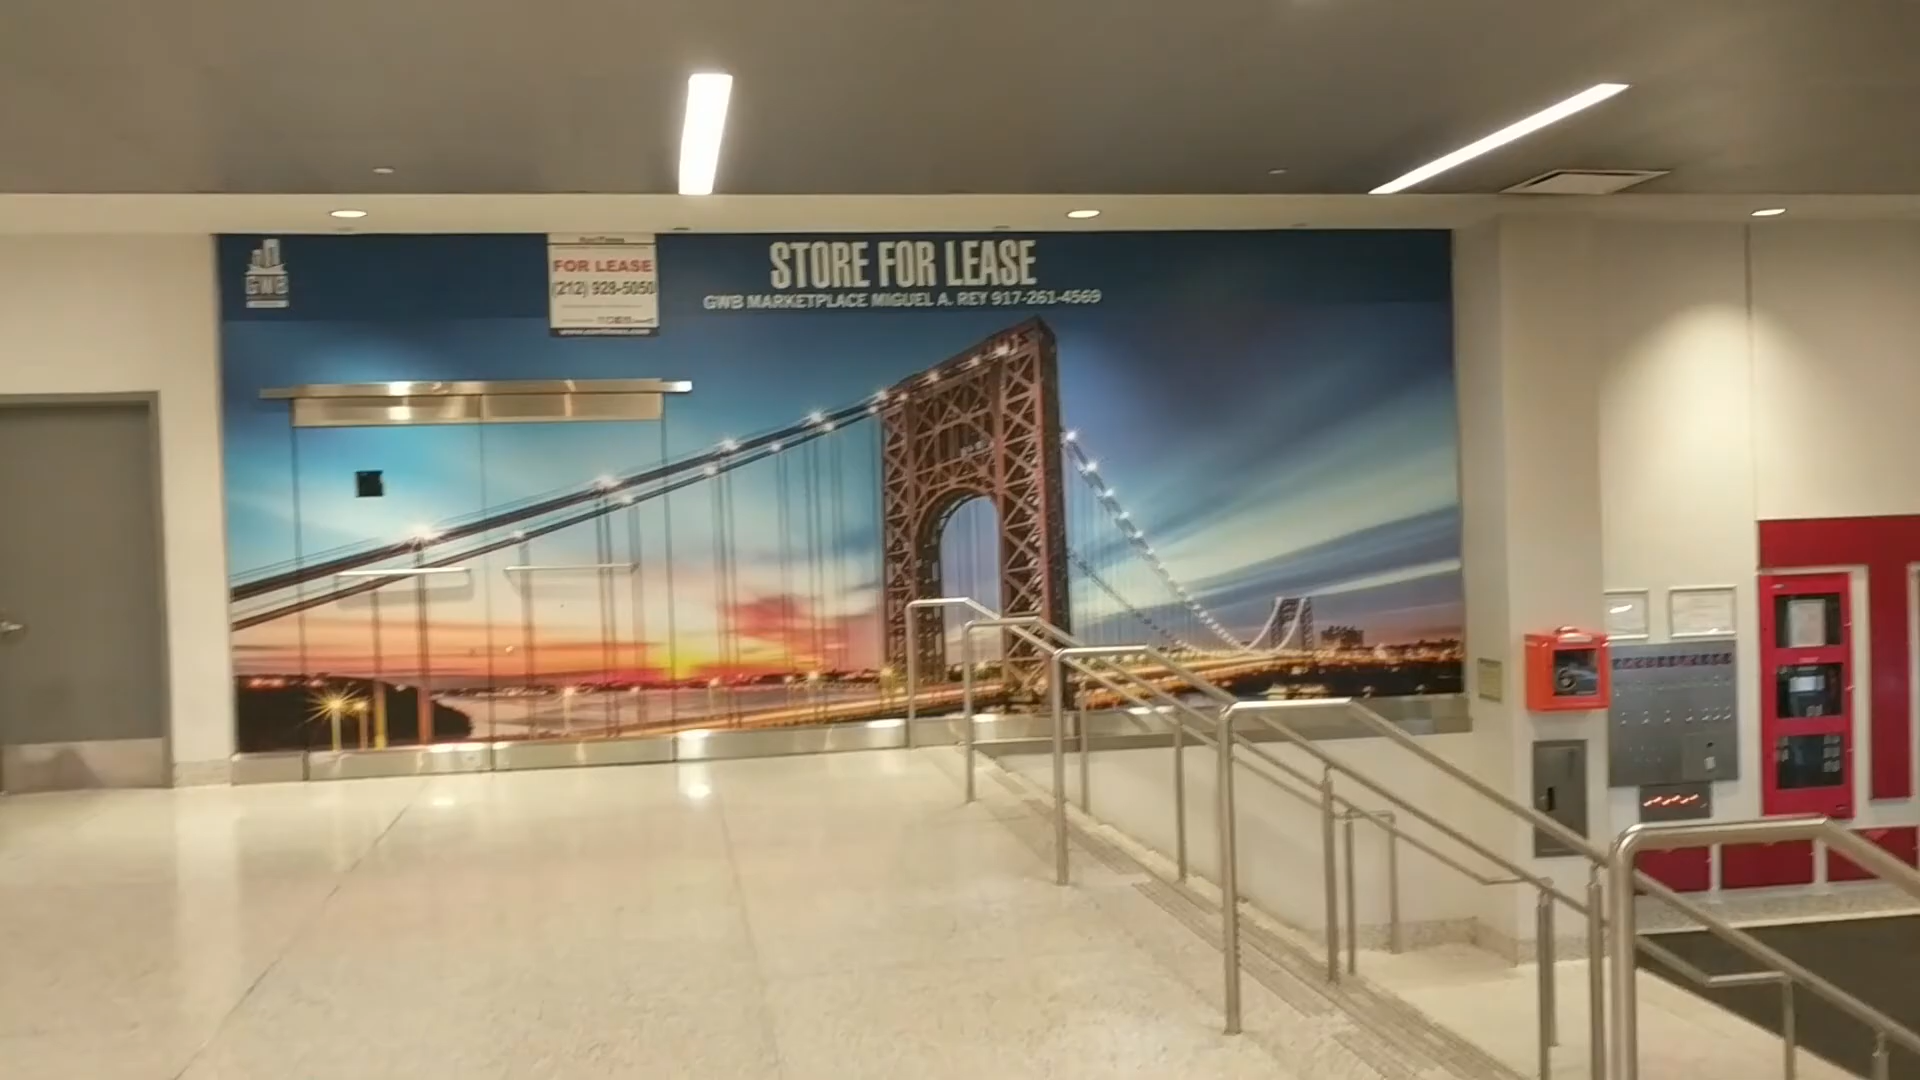 GWB
FOR LEASE
(212) 928-5050
STORE FOR LEASE
GWB MARKETPLACE MIGUEL A. REY 917-261-4569